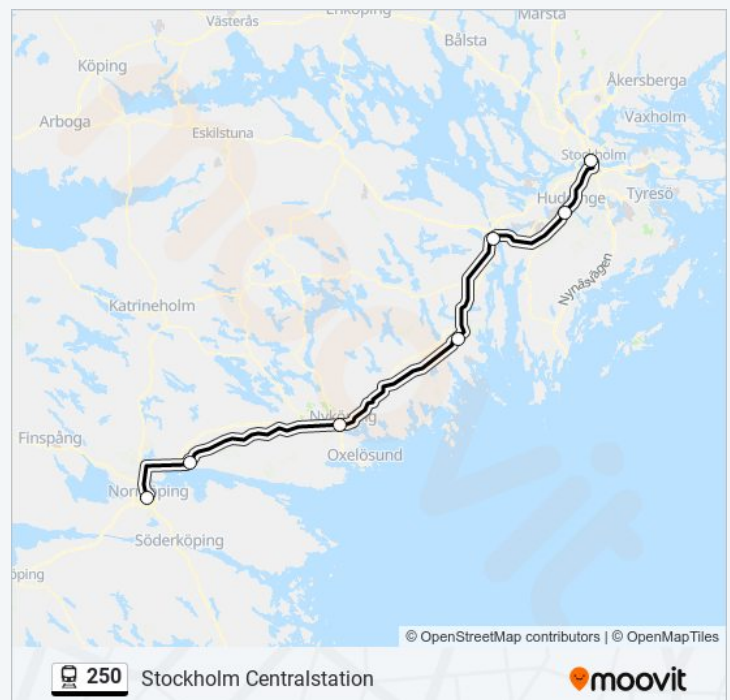 Enköping
Märsta
Västerås
Bålsta
Köping
Åkersberga
Arboga
Vaxholm
Eskilstuna
Stockholm
Huddinge
Tyresö
Nynäsvägen
Katrineholm
Nyköping
Finspång
Oxelösund
Norrköping
Söderköping
öping
© OpenStreetMap contributors | © OpenMapTiles
250 Stockholm Centralstation
moovit